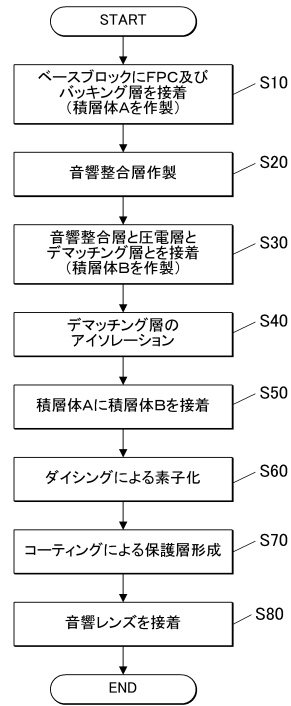 START
ベースブロックにFPC及び
バッキング層を接着
(積層体Aを作製)
S10
音響整合層作製
S20
音響整合層と圧電層と
デマッチング層とを接着
(積層体Bを作製)
S30
デマッチング層の
アイソレーション
S40
積層体Aに積層体Bを接着
S50
ダイシングによる素子化
S60
コーティングによる保護層形成
S70
音響レンズを接着
S80
END